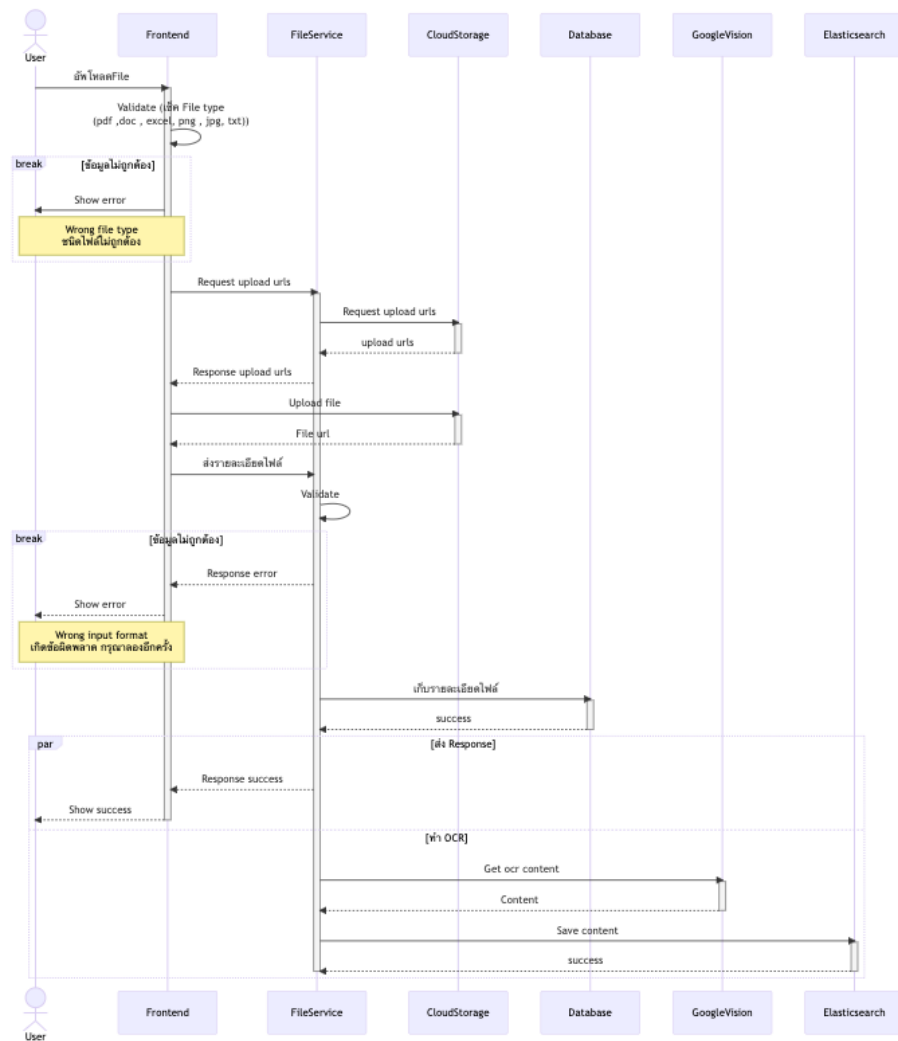 User
Frontend
FileService
CloudStorage
Database
GoogleVision
Elasticsearch
อัพโหลดFile
Validate (เช็ค File type
(pdf ,doc , excel, png , jpg, txt))
break
[ข้อมูลไม่ถูกต้อง]
Show error
Wrong file type
ชนิดไฟล์ไม่ถูกต้อง
Request upload urls
Request upload urls
upload urls
Response upload urls
Upload file
File url
ส่งรายละเอียดไฟล์
Validate
break
[ข้อมูลไม่ถูกต้อง]
Response error
Show error
Wrong input format
เกิดข้อผิดพลาด กรุณาลองอีกครั้ง
เก็บรายละเอียดไฟล์
success
par
[ส่ง Response]
Response success
Show success
[ทำ OCR]
Get ocr content
Content
Save content
success
User
Frontend
FileService
CloudStorage
Database
GoogleVision
Elasticsearch